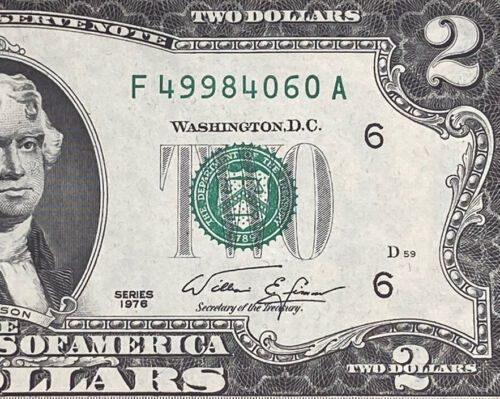 SERVE NOTE
TWO DOLLARS
2
F 49984060 A
WASHINGTON, D.C.
6
TWO
THE DEPARTMENT OF THE TREASURY
1789
D 59
6
SERIES
1976
William E. Simon
Secretary of the Treasury.
SON
E
S OF AMERICA
2
TWO DOLLARS
LLARS